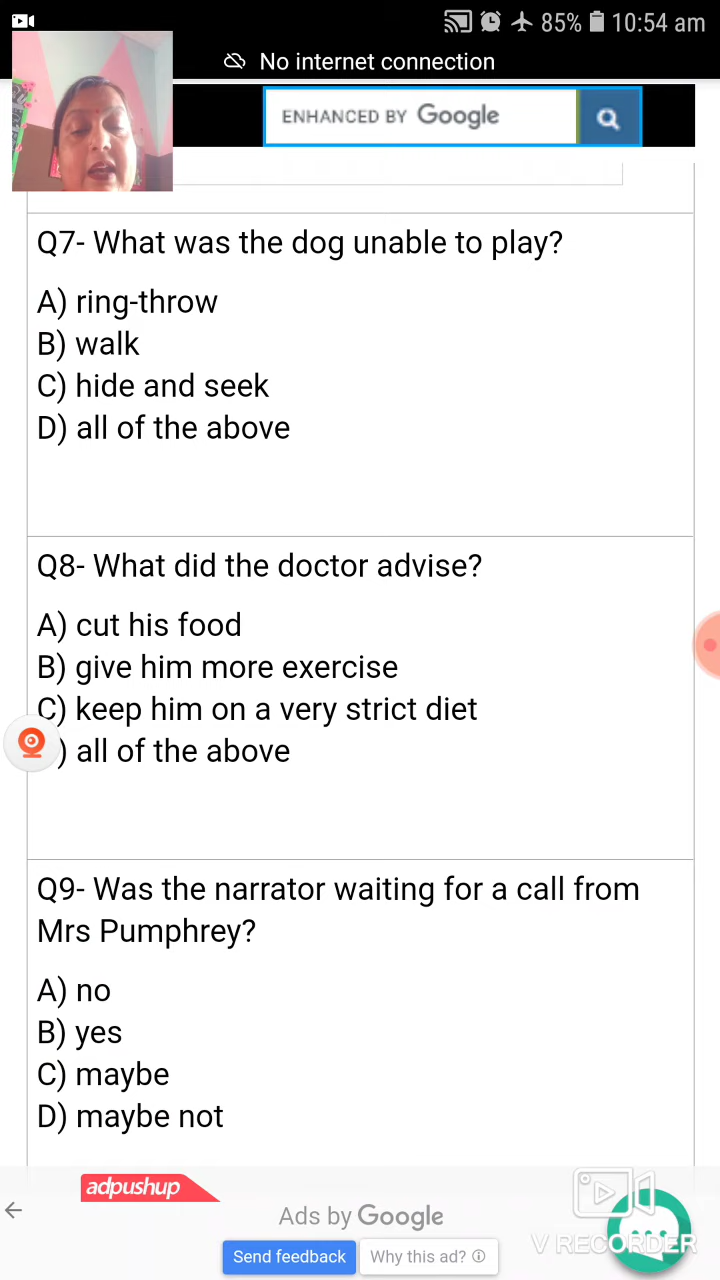 85% 10:54 am
No internet connection
ENHANCED BY Google
Q7- What was the dog unable to play?
A) ring-throw
B) walk
C) hide and seek
D) all of the above
Q8- What did the doctor advise?
A) cut his food
B) give him more exercise
C) keep him on a very strict diet
) all of the above
Q9- Was the narrator waiting for a call from
Mrs Pumphrey?
A) no
B) yes
C) maybe
D) maybe not
adpushup
Ads by Google
Send feedback
Why this ad?
V RECORDER